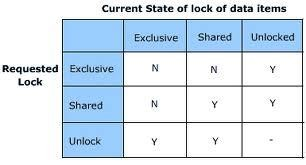 Current State of lock of data items
Exclusive Shared Unlocked
Requested Lock
Exclusive N N Y
Shared N Y Y
Unlock Y Y -